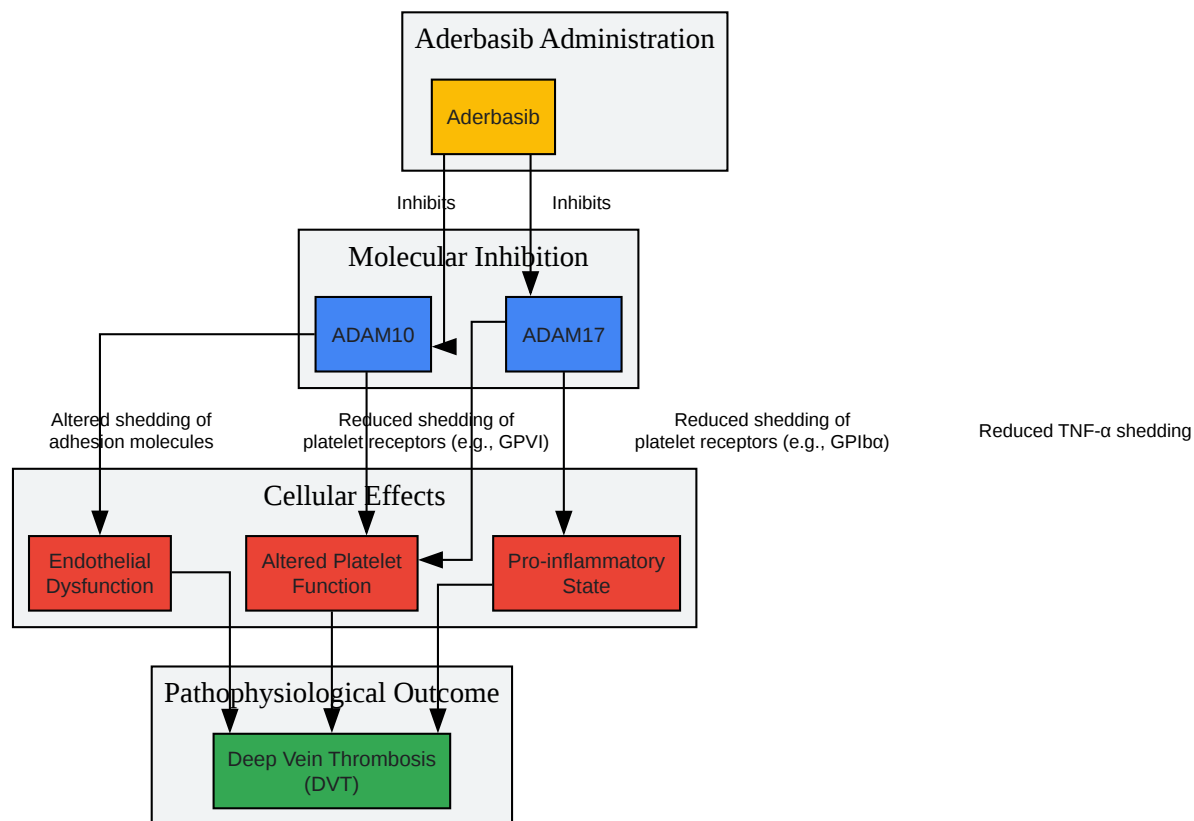 Aderbasib Administration
Aderbasib
Inhibits
Inhibits
Molecular Inhibition
ADAM10
ADAM17
Altered shedding of
adhesion molecules
Reduced shedding of
platelet receptors (e.g., GPVI)
Reduced shedding of
platelet receptors (e.g., GPIbα)
Reduced TNF-α shedding
Cellular Effects
Endothelial
Dysfunction
Altered Platelet
Function
Pro-inflammatory
State
Pathophysiological Outcome
Deep Vein Thrombosis
(DVT)